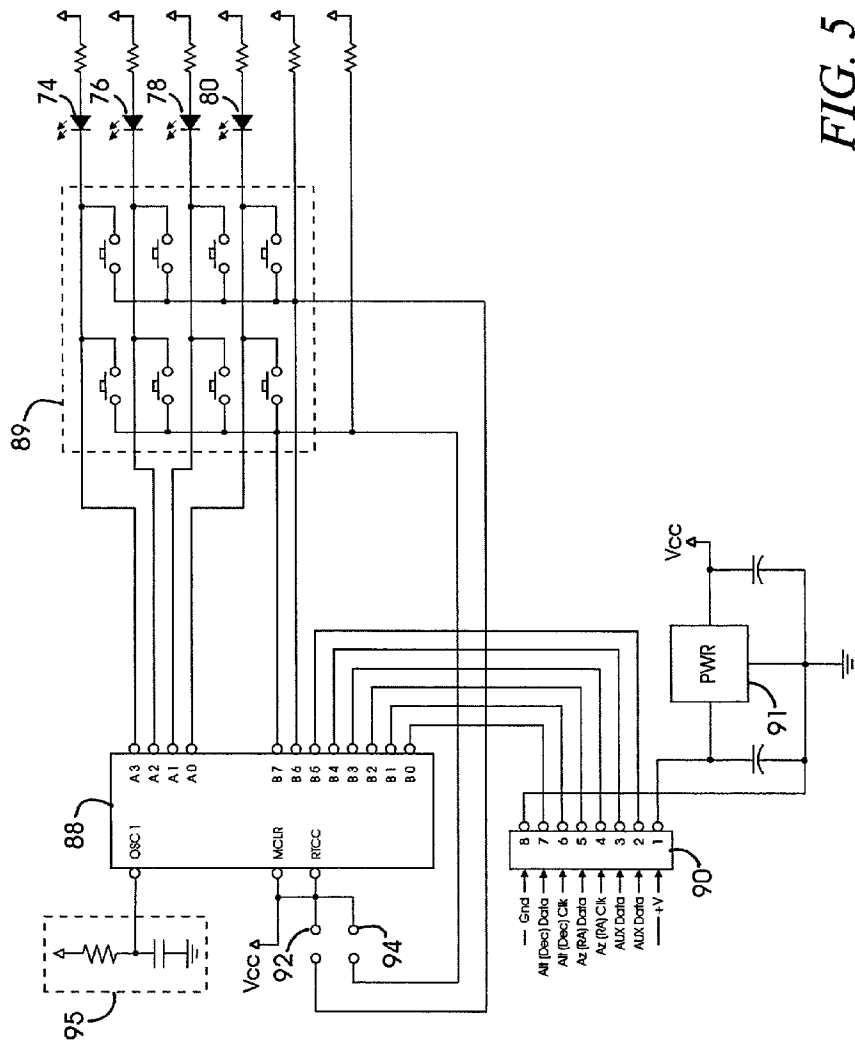 74
76
78
80
89
88
A3
A2
A1
A0
B7
B6
B5
B4
B3
B2
B1
B0
OSC 1
MCLR
RTCC
95
Vcc
92
94
8
7
6
5
4
3
2
1
Gnd
Alt (Dec) Data
Alt (Dec) Clk
Az (RA) Data
Az (RA) Clk
AUX Data
AUX Data
+V
90
PWR
91
Vcc
FIG. 5